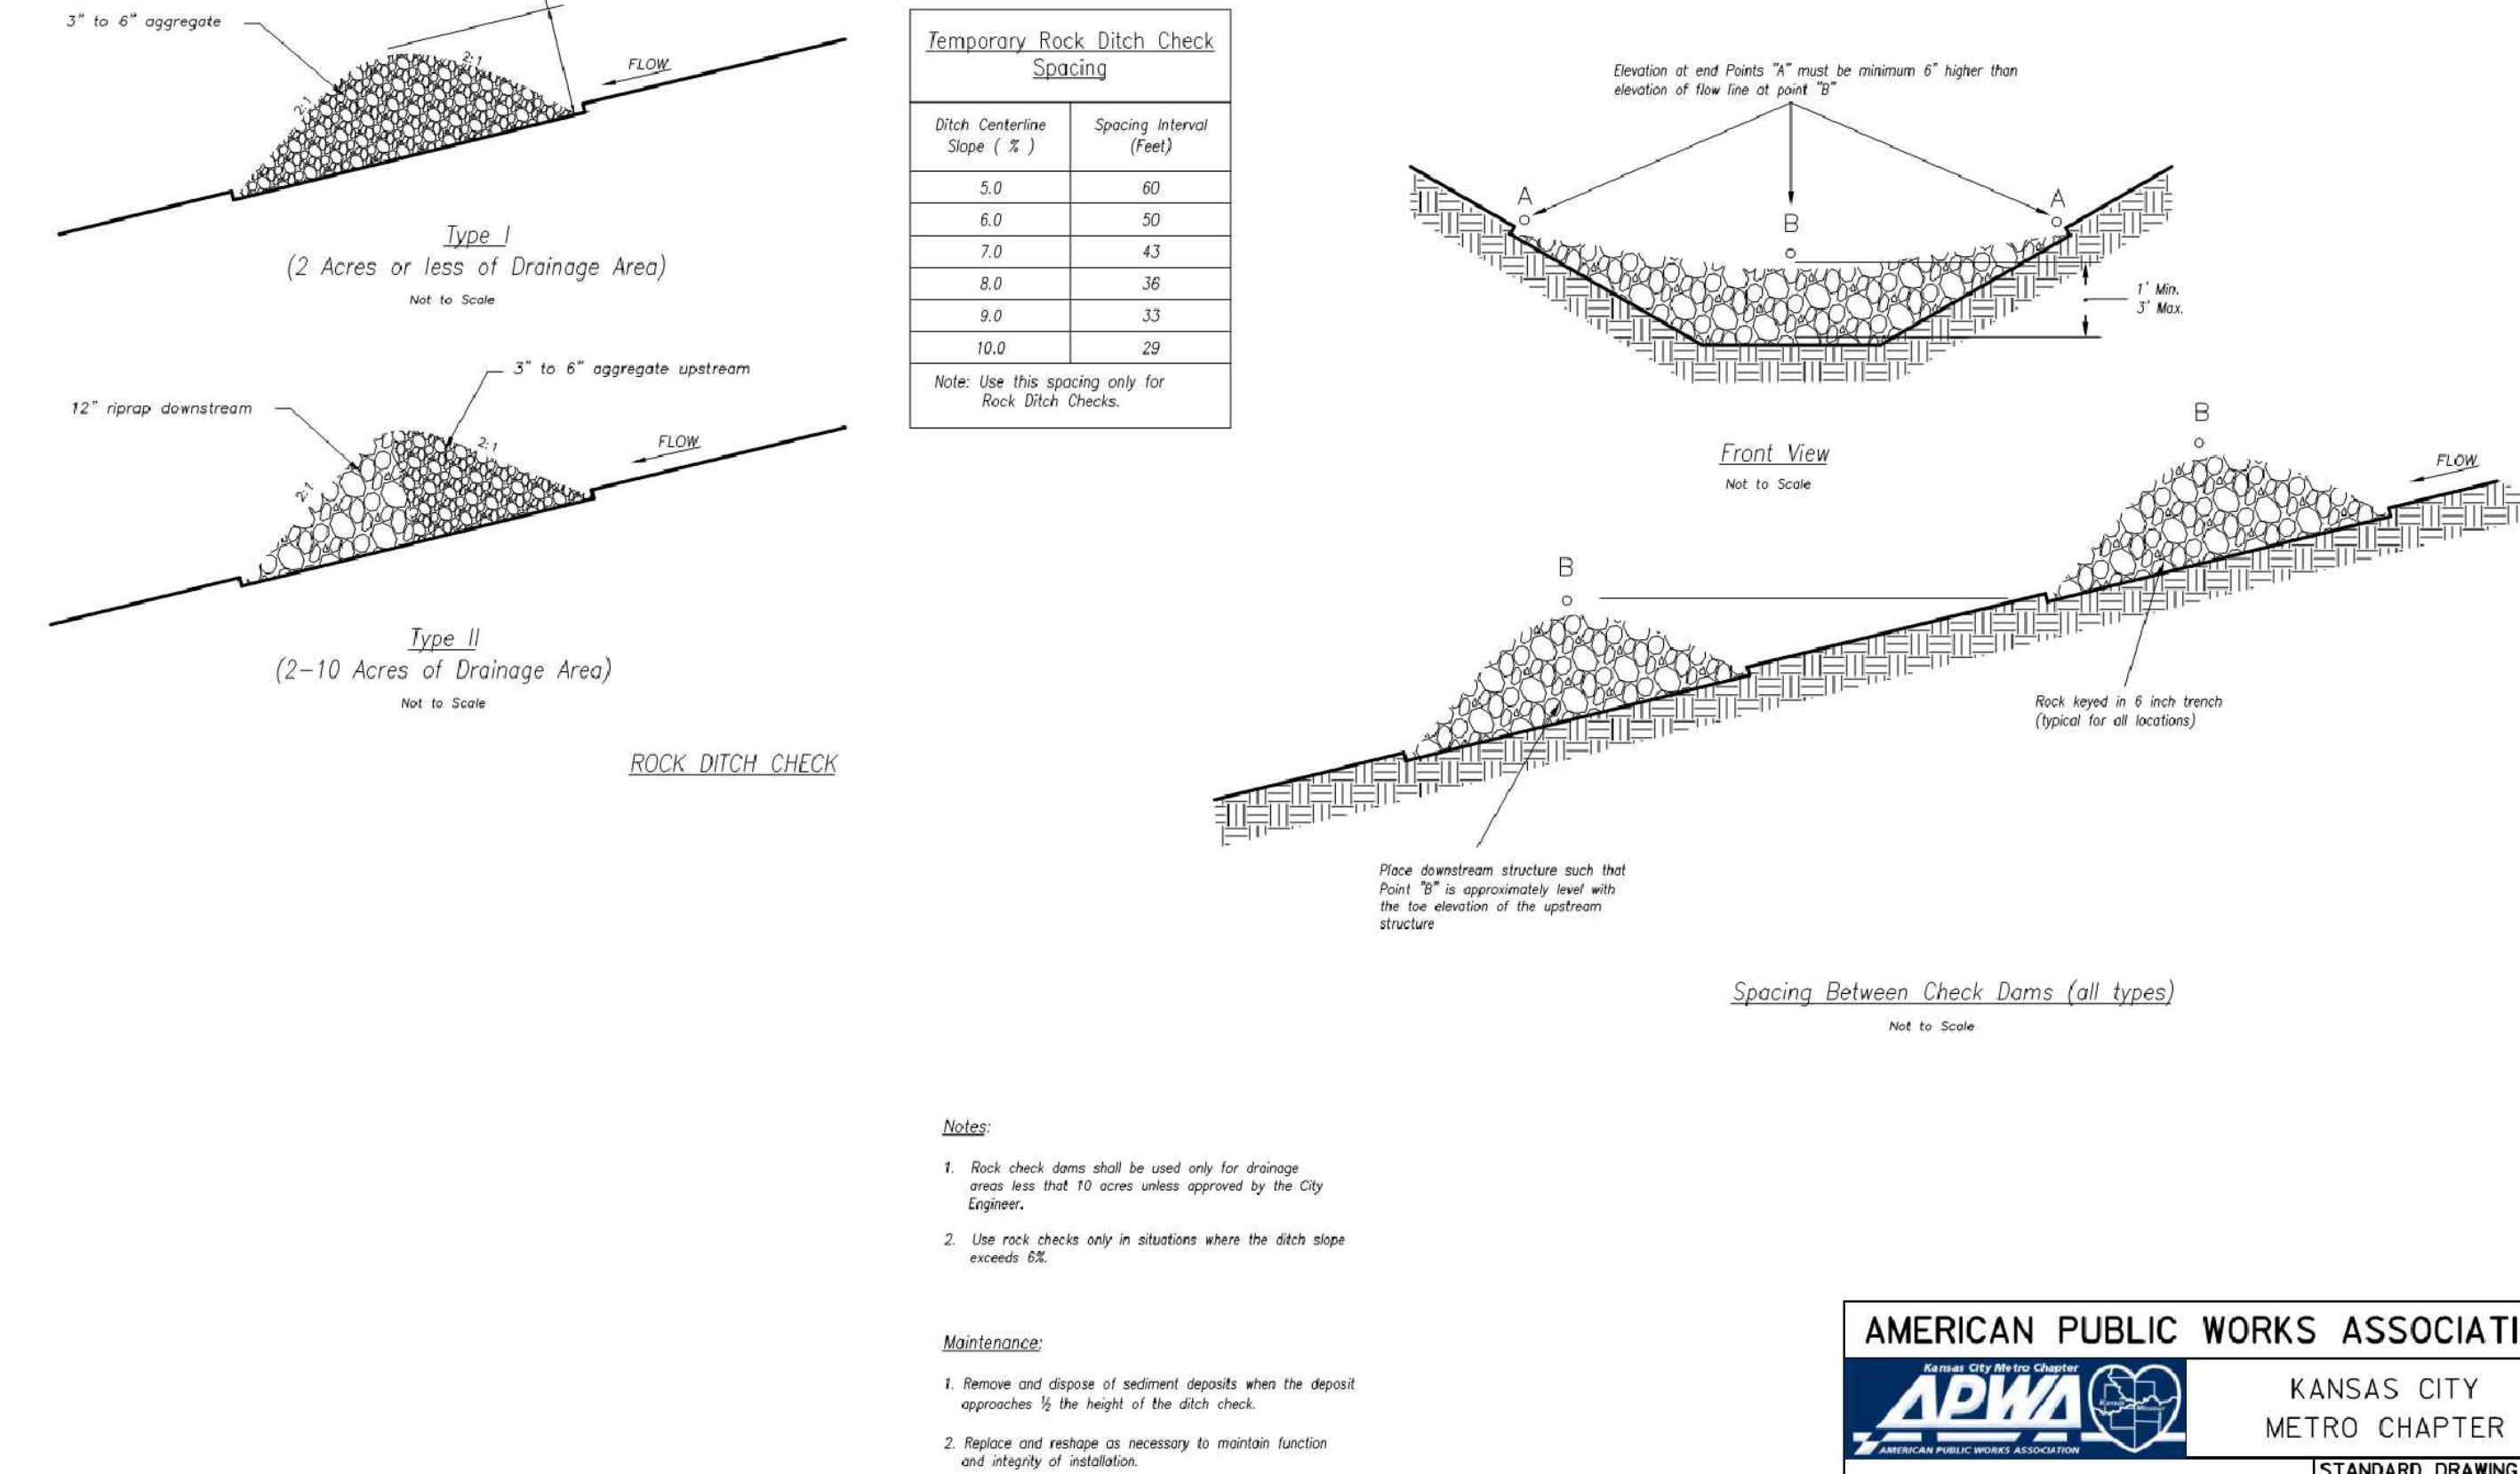 3" to 6" aggregate
2:1
2:1
FLOW
Type I
(2 Acres or less of Drainage Area)
Not to Scale
3" to 6" aggregate upstream
12" riprap downstream
2:1
2:1
FLOW
Type II
(2-10 Acres of Drainage Area)
Not to Scale
ROCK DITCH CHECK
Temporary Rock Ditch Check
Spacing
Ditch Centerline
Slope ( % )
Spacing Interval
(Feet)
5.0 60
6.0 50
7.0 43
8.0 36
9.0 33
10.0 29
Note: Use this spacing only for
Rock Ditch Checks.
Elevation at end Points "A" must be minimum 6" higher than
elevation of flow line at point "B"
A
B
A
1' Min.
3' Max.
Front View
Not to Scale
B
FLOW
B
Rock keyed in 6 inch trench
(typical for all locations)
Place downstream structure such that
Point "B" is approximately level with
the toe elevation of the upstream
structure
Spacing Between Check Dams (all types)
Not to Scale
Notes:
1. Rock check dams shall be used only for drainage
areas less that 10 acres unless approved by the City
Engineer.
2. Use rock checks only in situations where the ditch slope
exceeds 6%.
Maintenance:
1. Remove and dispose of sediment deposits when the deposit
approaches ½ the height of the ditch check.
2. Replace and reshape as necessary to maintain function
and integrity of installation.
AMERICAN PUBLIC WORKS ASSOCIATI
Kansas City Metro Chapter
APWA
Kansas Missouri
AMERICAN PUBLIC WORKS ASSOCIATION
KANSAS CITY
METRO CHAPTER
STANDARD DRAWING